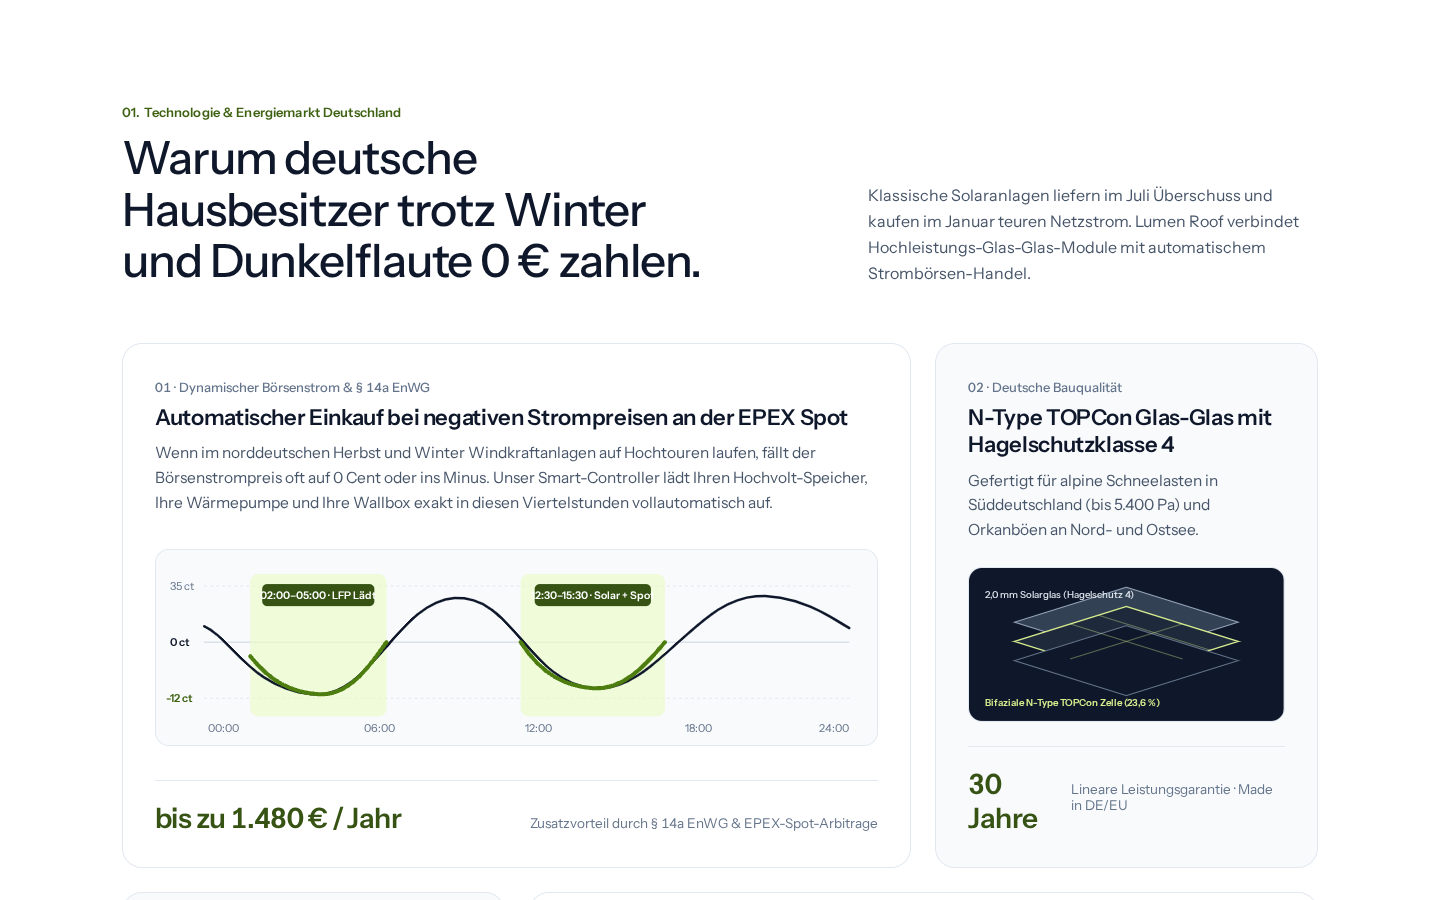 01. Technologie & Energiemarkt Deutschland
Warum deutsche
Hausbesitzer trotz Winter
und Dunkelflaute 0 € zahlen.
Klassische Solaranlagen liefern im Juli Überschuss und
kaufen im Januar teuren Netzstrom. Lumen Roof verbindet
Hochleistungs-Glas-Glas-Module mit automatischem
Strombörsen-Handel.
01 · Dynamischer Börsenstrom & § 14a EnWG
Automatischer Einkauf bei negativen Strompreisen an der EPEX Spot
Wenn im norddeutschen Herbst und Winter Windkraftanlagen auf Hochtouren laufen, fällt der
Börsenstrompreis oft auf 0 Cent oder ins Minus. Unser Smart-Controller lädt Ihren Hochvolt-Speicher,
Ihre Wärmepumpe und Ihre Wallbox exakt in diesen Viertelstunden vollautomatisch auf.
35 ct
02:00–05:00 · LFP Lädt
2:30–15:30 · Solar + Spot
0 ct
-12 ct
00:00
06:00
12:00
18:00
24:00
bis zu 1.480 € / Jahr
Zusatzvorteil durch § 14a EnWG & EPEX-Spot-Arbitrage
02 · Deutsche Bauqualität
N-Type TOPCon Glas-Glas mit
Hagelschutzklasse 4
Gefertigt für alpine Schneelasten in
Süddeutschland (bis 5.400 Pa) und
Orkanböen an Nord- und Ostsee.
2,0 mm Solarglas (Hagelschutz 4)
Bifaziale N-Type TOPCon Zelle (23,6 %)
30
Jahre
Lineare Leistungsgarantie · Made
in DE/EU